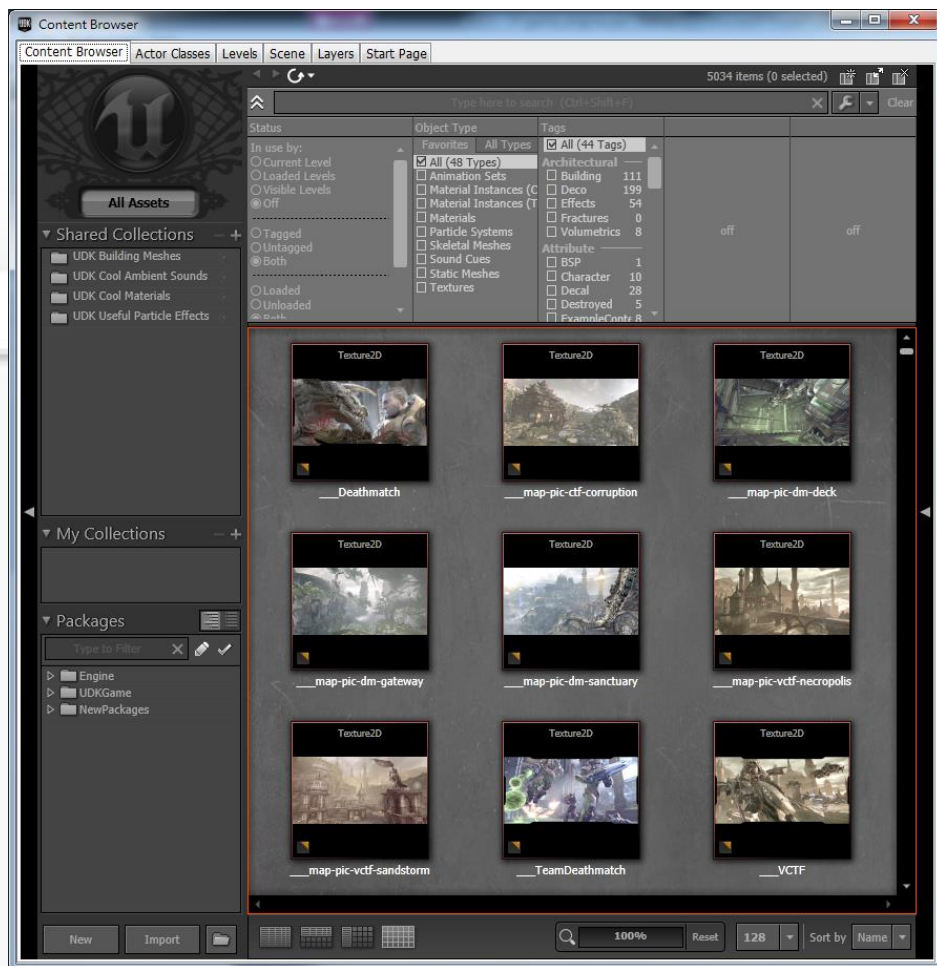 Content Browser
Content Browser Actor Classes Levels Scene Layers Start Page
5034 items (0 selected)
Type here to search (Ctrl+Shift+F)
Clear
All Assets
Shared Collections
UDK Building Meshes
UDK Cool Ambient Sounds
UDK Cool Materials
UDK Useful Particle Effects
My Collections
Packages
Type to Filter
Engine
UDKGame
NewPackages
New Import
Status
In use by:
Current Level
Loaded Levels
Visible Levels
Off
Tagged
Untagged
Both
Loaded
Unloaded
Both
Object Type
Favorites All Types
All (48 Types)
Animation Sets
Material Instances (C
Material Instances (T
Materials
Particle Systems
Skeletal Meshes
Sound Cues
Static Meshes
Textures
Tags
All (44 Tags)
Architectural
Building 111
Deco 199
Effects 54
Fractures 0
Volumetrics 8
Attribute
BSP 1
Character 10
Decal 28
Destroyed 5
ExampleContr 8
off off
Texture2D Texture2D Texture2D
___Deathmatch ___map-pic-ctf-corruption ___map-pic-dm-deck
Texture2D Texture2D Texture2D
___map-pic-dm-gateway ___map-pic-dm-sanctuary ___map-pic-vctf-necropolis
Texture2D Texture2D Texture2D
___map-pic-vctf-sandstorm ___TeamDeathmatch ___VCTF
100% Reset 128 Sort by Name